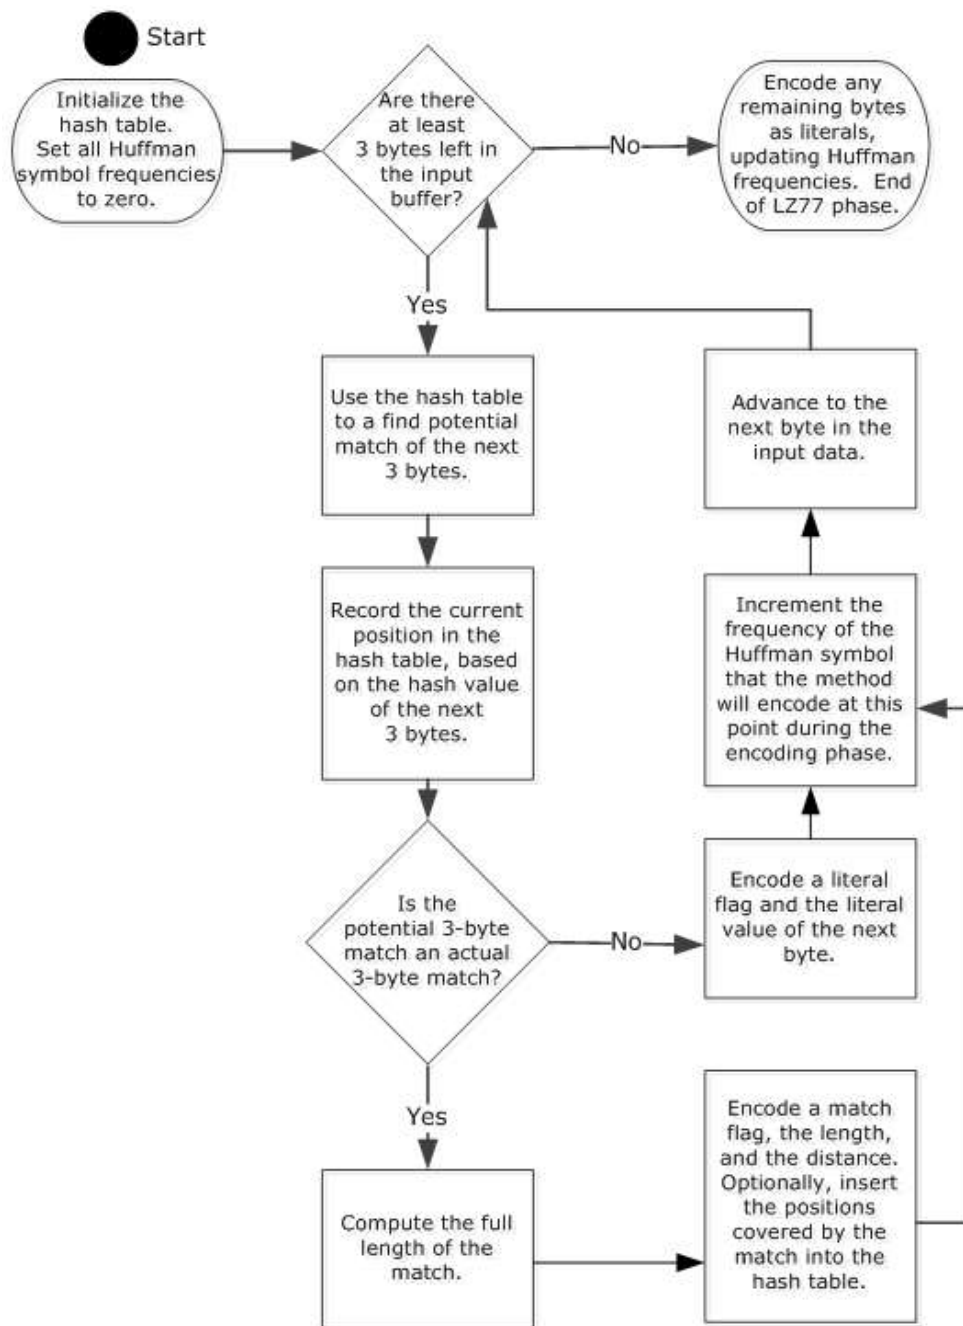 Start
Initialize the
hash table.
Set all Huffman
symbol frequencies
to zero.
Are there
at least
3 bytes left in
the input
buffer?
No
Encode any
remaining bytes
as literals,
updating Huffman
frequencies. End
of LZ77 phase.
Yes
Use the hash table
to a find potential
match of the next
3 bytes.
Advance to the
next byte in the
input data.
Record the current
position in the
hash table, based
on the hash value
of the next
3 bytes.
Increment the
frequency of the
Huffman symbol
that the method
will encode at this
point during the
encoding phase.
Is the
potential 3-byte
match an actual
3-byte match?
No
Encode a literal
flag and the literal
value of the next
byte.
Yes
Compute the full
length of the
match.
Encode a match
flag, the length,
and the distance.
Optionally, insert
the positions
covered by the
match into the
hash table.